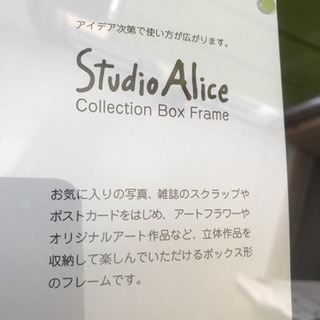 アイデア次第で使い方が広がります。
Studio Alice
Collection Box Frame
お気に入りの写真、雑誌のスクラップや
ポストカードをはじめ、アートフラワーや
オリジナルアート作品など、立体作品を
収納して楽しんでいただけるボックス形
のフレームです。